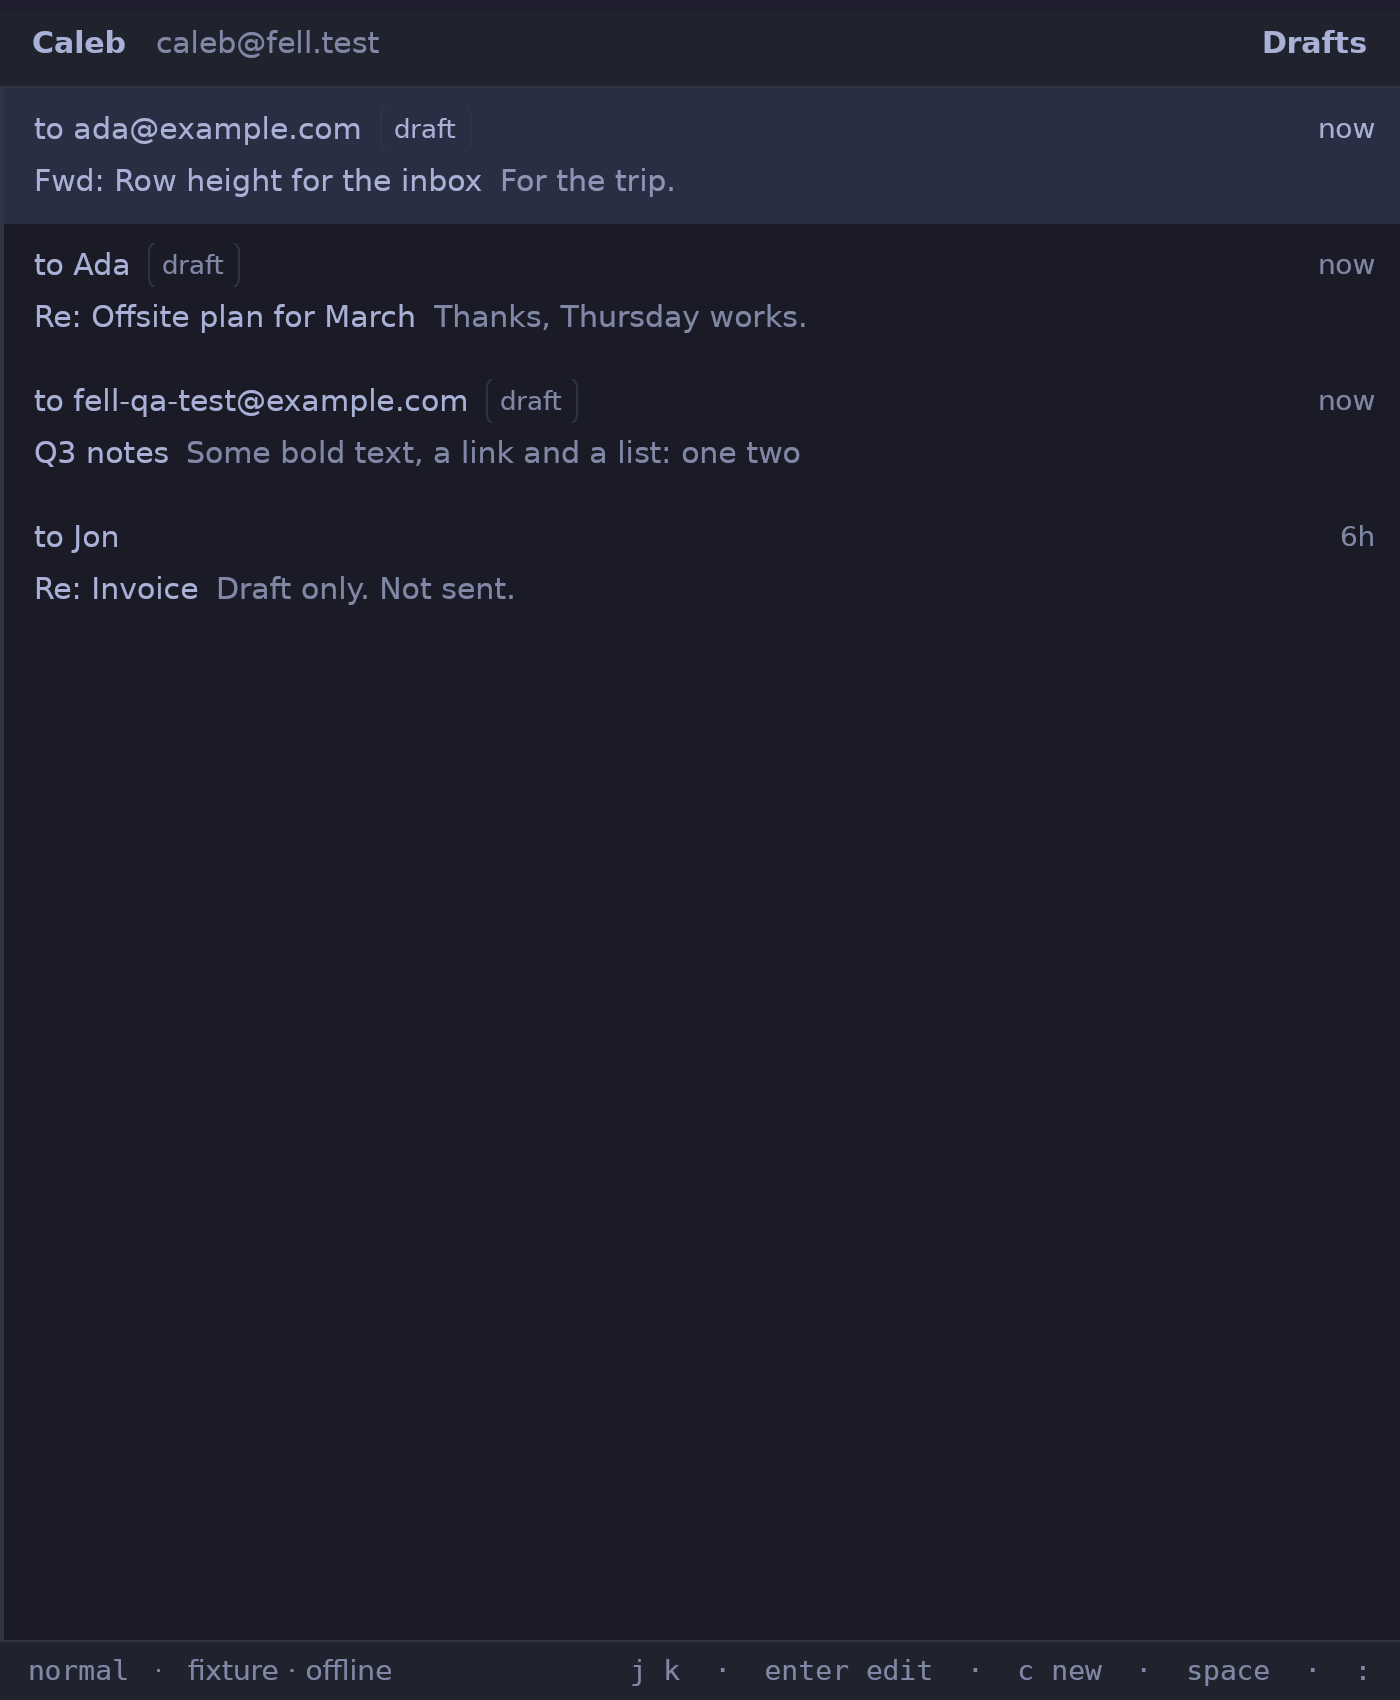 Caleb caleb@fell.test Drafts
to ada@example.com draft now
Fwd: Row height for the inbox For the trip.
to Ada draft now
Re: Offsite plan for March Thanks, Thursday works.
to fell-qa-test@example.com draft now
Q3 notes Some bold text, a link and a list: one two
to Jon 6h
Re: Invoice Draft only. Not sent.
normal · fixture · offline j k · enter edit · c new · space · :